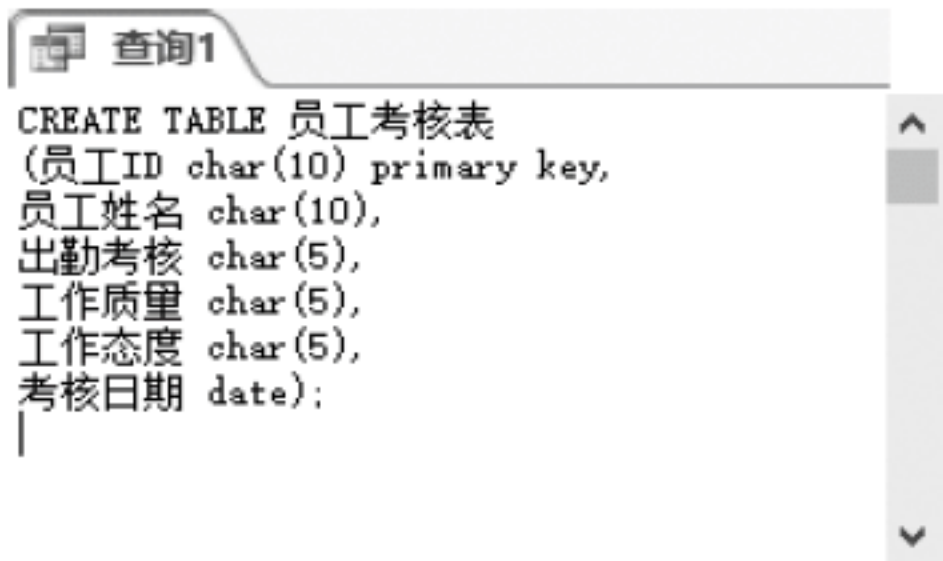 查询1
CREATE TABLE 员工考核表
(员工ID char(10) primary key,
员工姓名 char(10),
出勤考核 char(5),
工作质量 char(5),
工作态度 char(5),
考核日期 date);